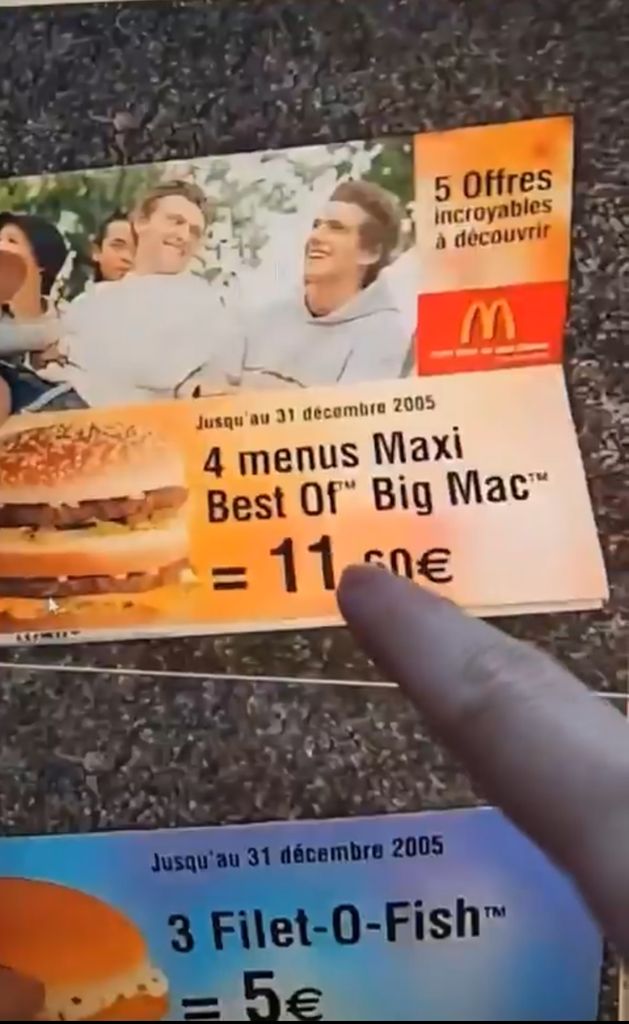 5 Offres
incroyables
à découvrir
Jusqu'au 31 décembre 2005
4 menus Maxi
Best Of™ Big Mac™
= 11,60€
Jusqu'au 31 décembre 2005
3 Filet-O-Fish™
= 5€